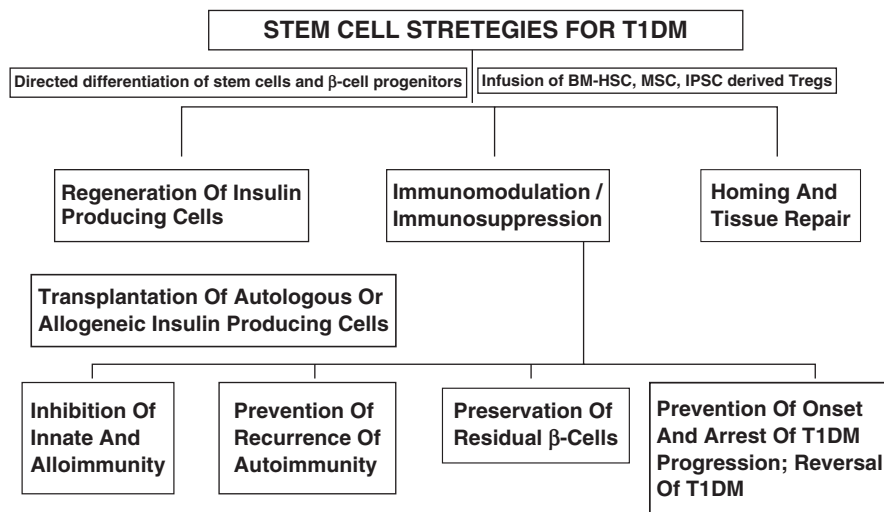 STEM CELL STRETEGIES FOR T1DM
Directed differentiation of stem cells and β-cell progenitors
Infusion of BM-HSC, MSC, IPSC derived Tregs
Regeneration Of Insulin
Producing Cells
Immunomodulation /
Immunosuppression
Homing And
Tissue Repair
Transplantation Of Autologous Or
Allogeneic Insulin Producing Cells
Inhibition Of
Innate And
Alloimmunity
Prevention Of
Recurrence Of
Autoimmunity
Preservation Of
Residual β-Cells
Prevention Of Onset
And Arrest Of T1DM
Progression; Reversal
Of T1DM